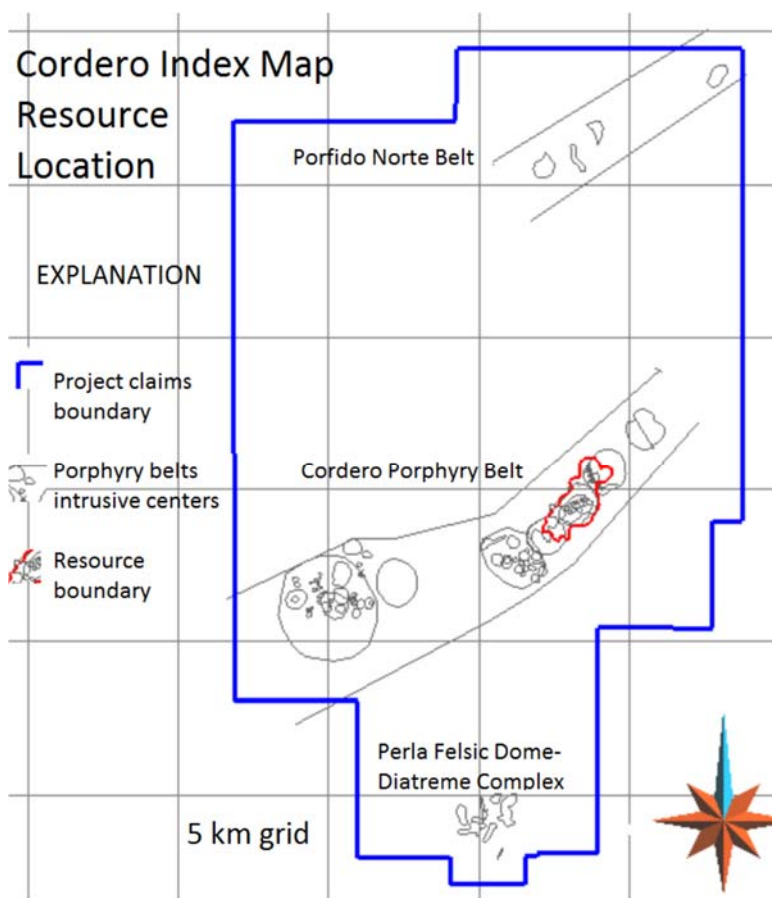 Cordero Index Map
Resource
Location
Porfido Norte Belt
EXPLANATION
Project claims
boundary
Cordero Porphyry Belt
Porphyry belts
intrusive centers
Resource
boundary
Perla Felsic Dome-
Diatreme Complex
5 km grid